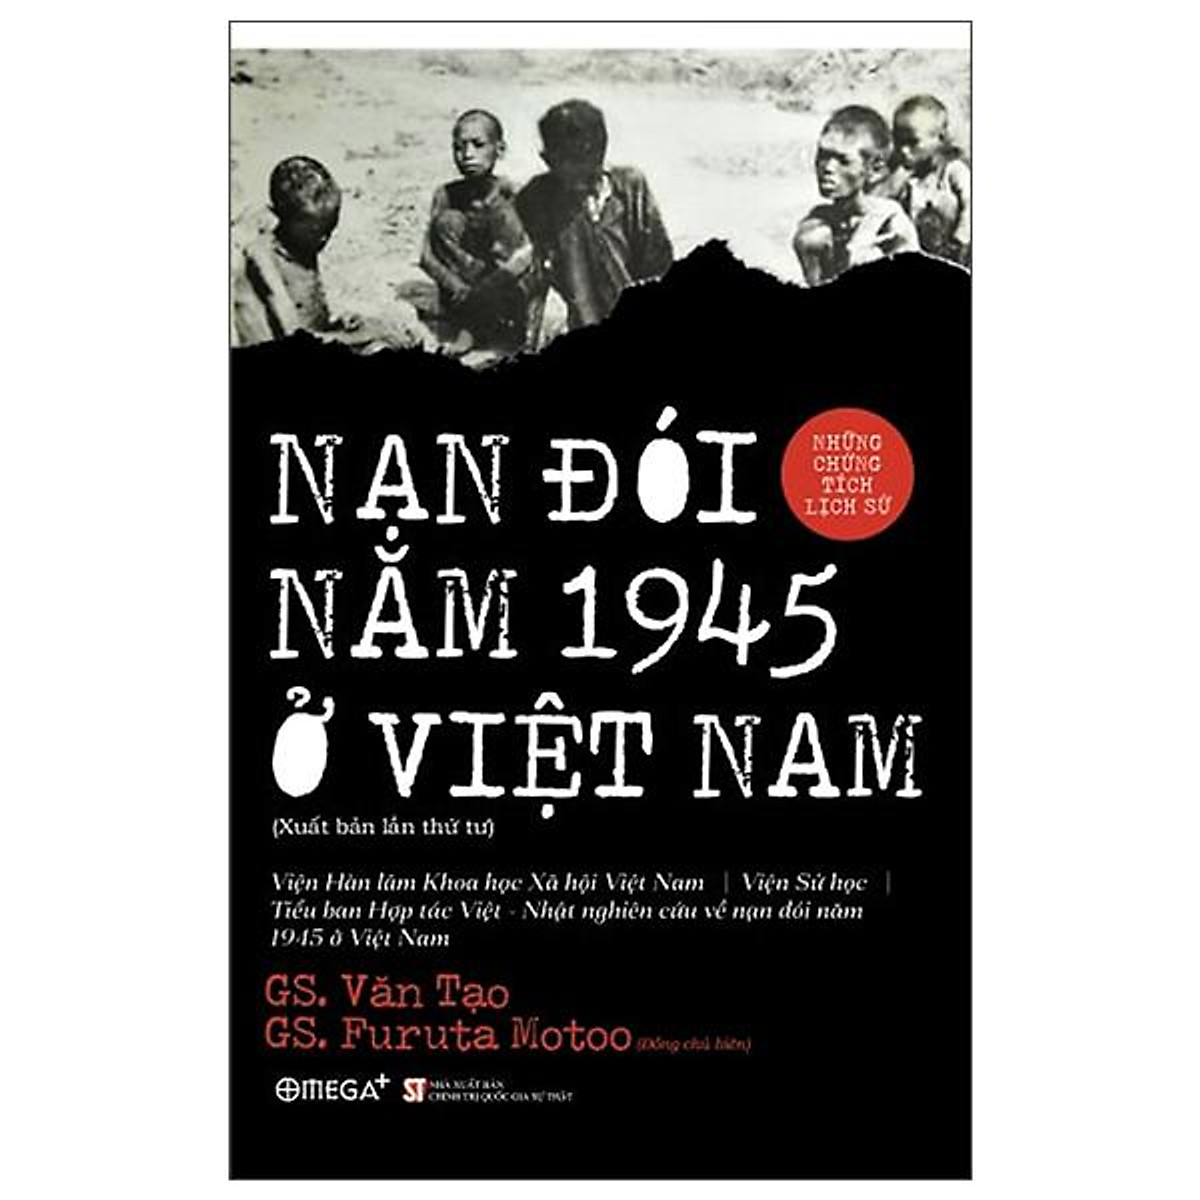 NẠN ĐÓI
NHỮNG
CHỨNG
TÍCH
LỊCH SỬ
NĂM 1945
Ở VIỆT NAM
(Xuất bản lần thứ tư)
Viện Hàn lâm Khoa học Xã hội Việt Nam | Viện Sử học |
Tiểu ban Hợp tác Việt - Nhật nghiên cứu về nạn đói năm
1945 ở Việt Nam
GS. Văn Tạo
GS. Furuta Motoo (Đồng chủ biên)
OMEGA+
ST NHÀ XUẤT BẢN
CHÍNH TRỊ QUỐC GIA SỰ THẬT